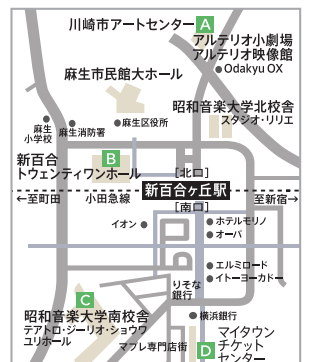 川崎市アートセンター A
アルテリオ小劇場
アルテリオ映像館
Odakyu OX
麻生市民館大ホール
昭和音楽大学北校舎
スタジオ・リリエ
麻生
小学校
麻生消防署
麻生区役所
B
新百合
トウェンティワンホール
[北口]
新百合ヶ丘駅
[南口]
←至町田
小田急線
至新宿→
イオン
ホテルモリノ
オーパ
エルミロード
イトーヨーカドー
りそな
銀行
C
昭和音楽大学南校舎
テアトロ・ジーリオ・ショウワ
ユリホール
横浜銀行
マプレ専門店街
D
マイタウン
チケット
センター